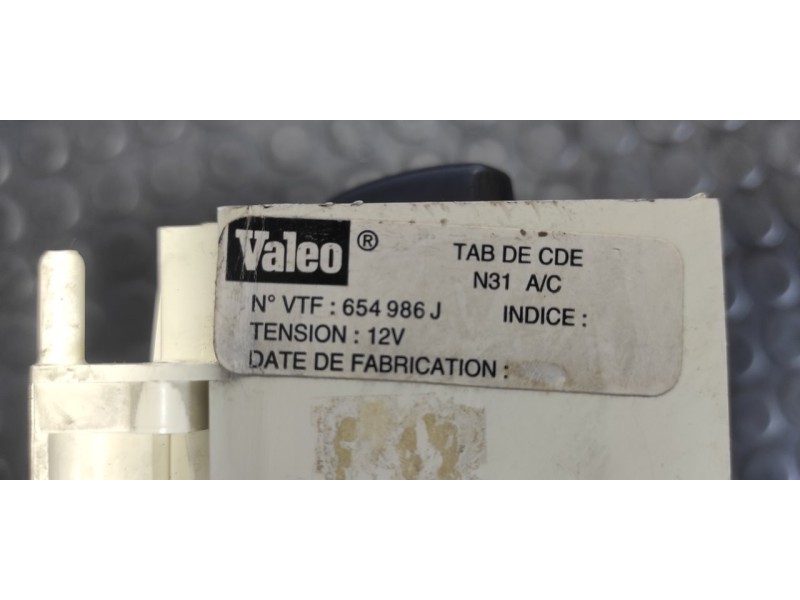 Valeo ® TAB DE CDE
N31 A/C
N° VTF : 654 986 J INDICE :
TENSION : 12V
DATE DE FABRICATION :